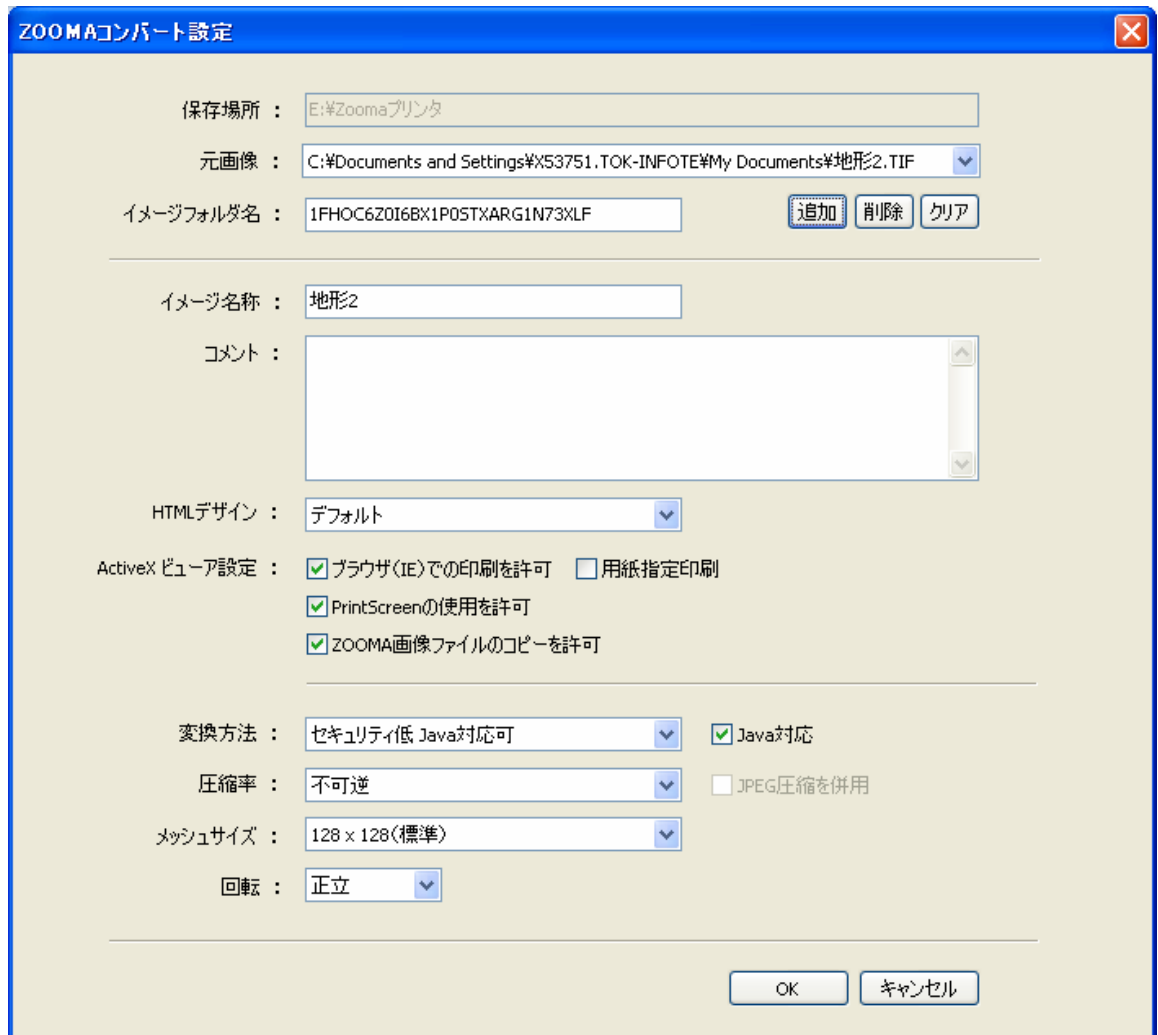 ZOOMAコンバート設定
保存場所 : E:¥Zoomaプリンタ
元画像 : C:¥Documents and Settings¥X53751.TOK-INFOTE¥My Documents¥地形2.TIF
イメージフォルダ名 : 1FHOC6Z0I6BX1P0STXARG1N73XLF 追加 削除 クリア
イメージ名称 : 地形2
コメント :
HTMLデザイン : デフォルト
ActiveX ビューア設定 : ブラウザ(IE)での印刷を許可 用紙指定印刷
PrintScreenの使用を許可
ZOOMA画像ファイルのコピーを許可
変換方法 : セキュリティ低 Java対応可 Java対応
圧縮率 : 不可逆 JPEG圧縮を併用
メッシュサイズ : 128 x 128(標準)
回転 : 正立
OK キャンセル